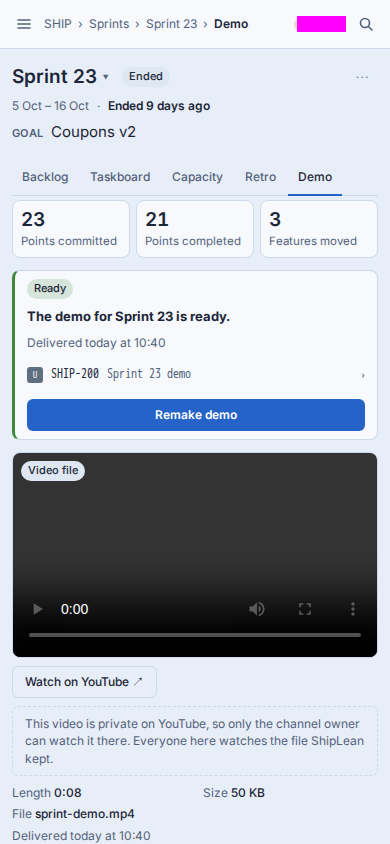 SHIP › Sprints › Sprint 23 › Demo
Sprint 23 ▾ Ended ...
5 Oct – 16 Oct · Ended 9 days ago
GOAL Coupons v2
Backlog Taskboard Capacity Retro Demo
23 21 3
Points committed Points completed Features moved
Ready
The demo for Sprint 23 is ready.
Delivered today at 10:40
U SHIP-200 Sprint 23 demo ›
Remake demo
Video file
0:00
Watch on YouTube ↗
This video is private on YouTube, so only the channel owner
can watch it there. Everyone here watches the file ShipLean
kept.
Length 0:08 Size 50 KB
File sprint-demo.mp4
Delivered today at 10:40